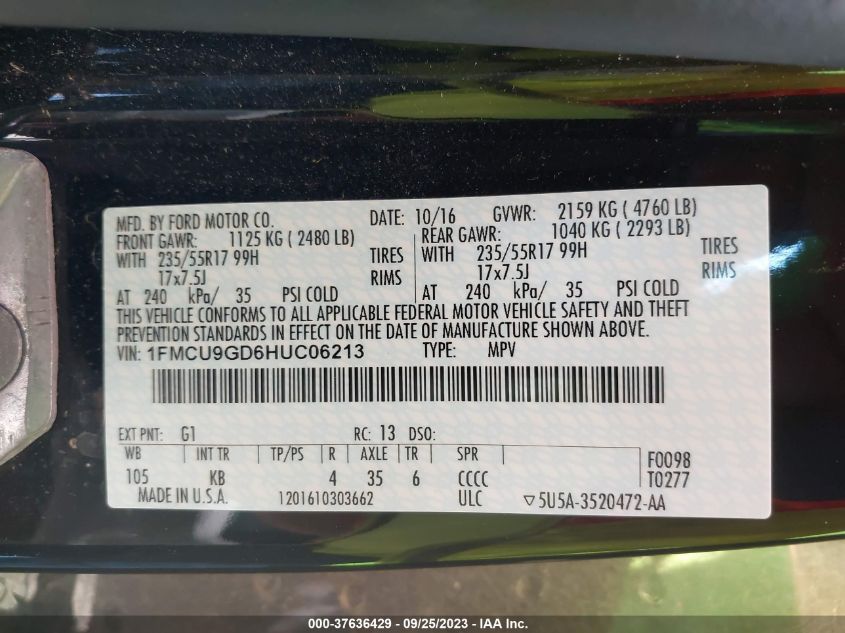 MFD. BY FORD MOTOR CO. DATE: 10/16 GVWR: 2159 KG ( 4760 LB)
FRONT GAWR: 1125 KG ( 2480 LB) REAR GAWR: 1040 KG ( 2293 LB)
WITH 235/55R17 99H TIRES WITH 235/55R17 99H TIRES
17x7.5J RIMS 17x7.5J RIMS
AT 240 kPa/ 35 PSI COLD AT 240 kPa/ 35 PSI COLD
THIS VEHICLE CONFORMS TO ALL APPLICABLE FEDERAL MOTOR VEHICLE SAFETY AND THEFT
PREVENTION STANDARDS IN EFFECT ON THE DATE OF MANUFACTURE SHOWN ABOVE.
VIN: 1FMCU9GD6HUC06213 TYPE: MPV
EXT PNT: G1 RC: 13 DSO:
WB INT TR TP/PS R AXLE TR SPR F0098
105 KB 4 35 6 CCCC T0277
MADE IN U.S.A. 1201610303662 ULC ▽5U5A-3520472-AA
000-37636429 - 09/25/2023 - IAA Inc.